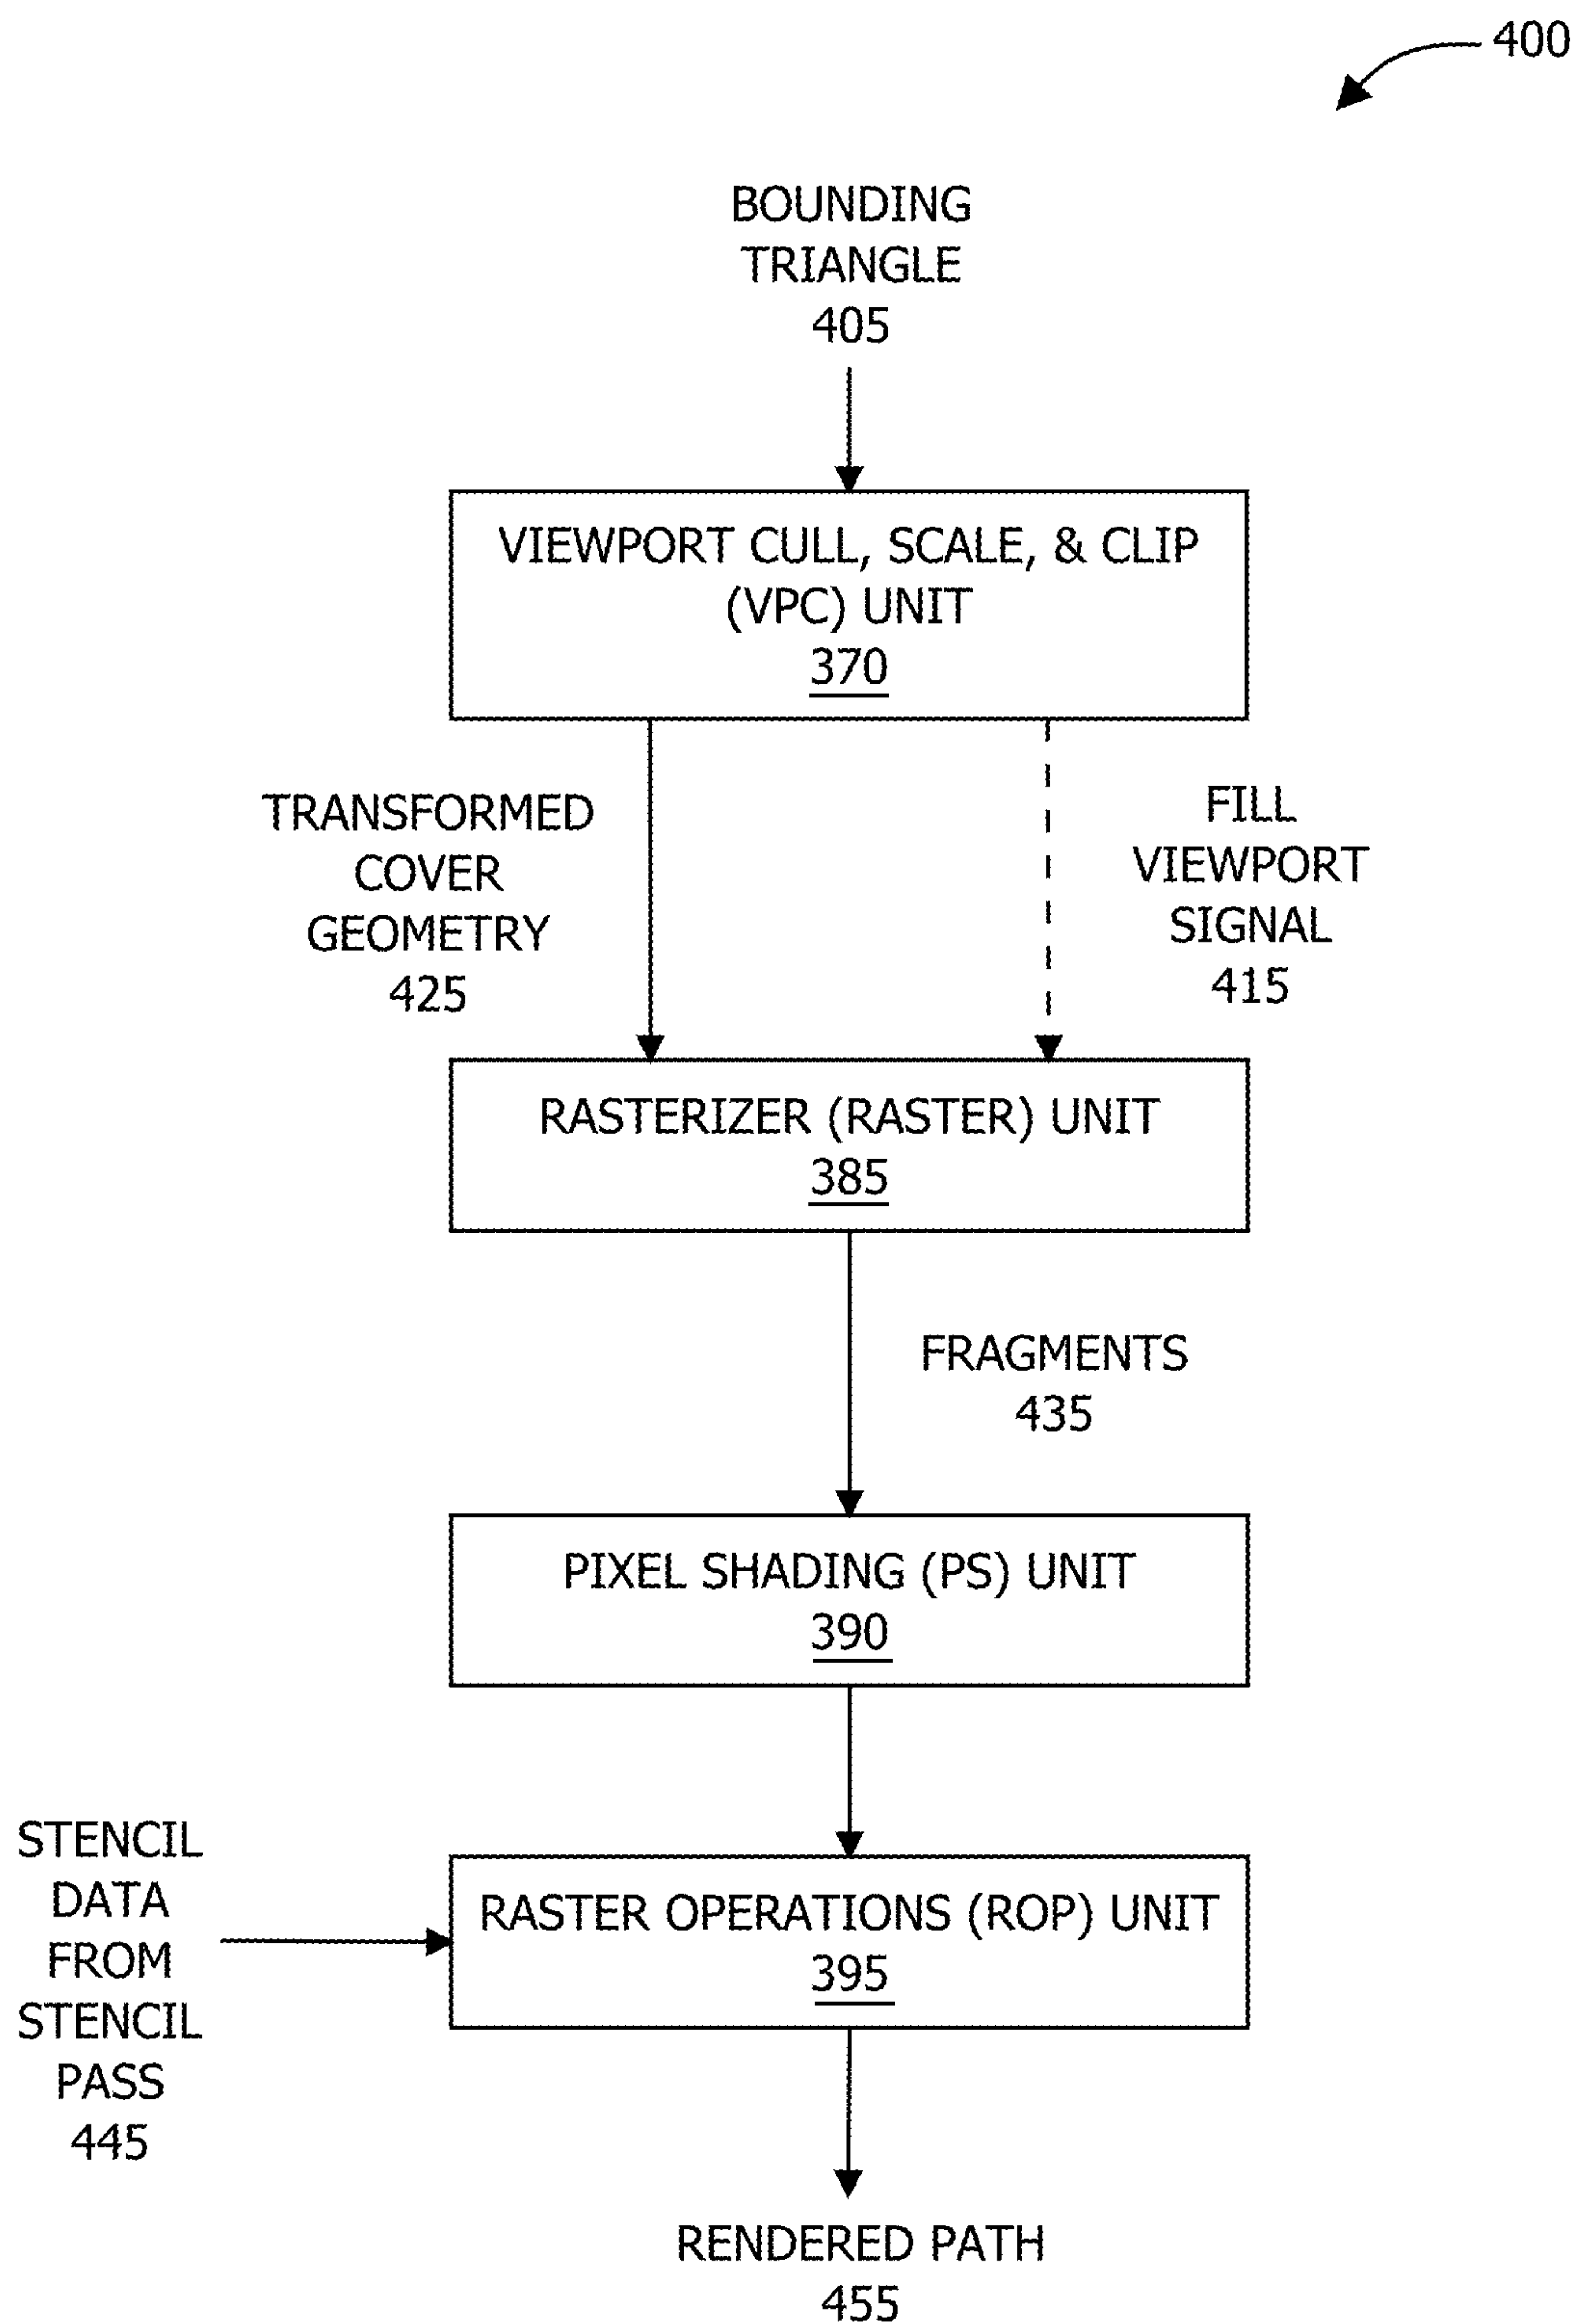 400
BOUNDING
TRIANGLE
405
VIEWPORT CULL, SCALE, & CLIP
(VPC) UNIT
370
TRANSFORMED
COVER
GEOMETRY
425
FILL
VIEWPORT
SIGNAL
415
RASTERIZER (RASTER) UNIT
385
FRAGMENTS
435
PIXEL SHADING (PS) UNIT
390
STENCIL
DATA
FROM
STENCIL
PASS
445
RASTER OPERATIONS (ROP) UNIT
395
RENDERED PATH
455